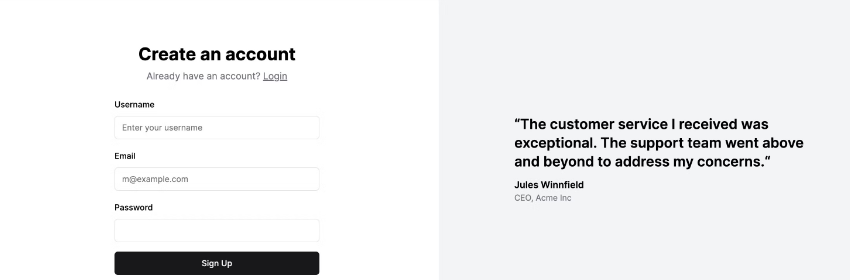 Create an account
Already have an account? Login
Username
Enter your username
Email
m@example.com
Password
Sign Up
“The customer service I received was
exceptional. The support team went above
and beyond to address my concerns.”
Jules Winnfield
CEO, Acme Inc